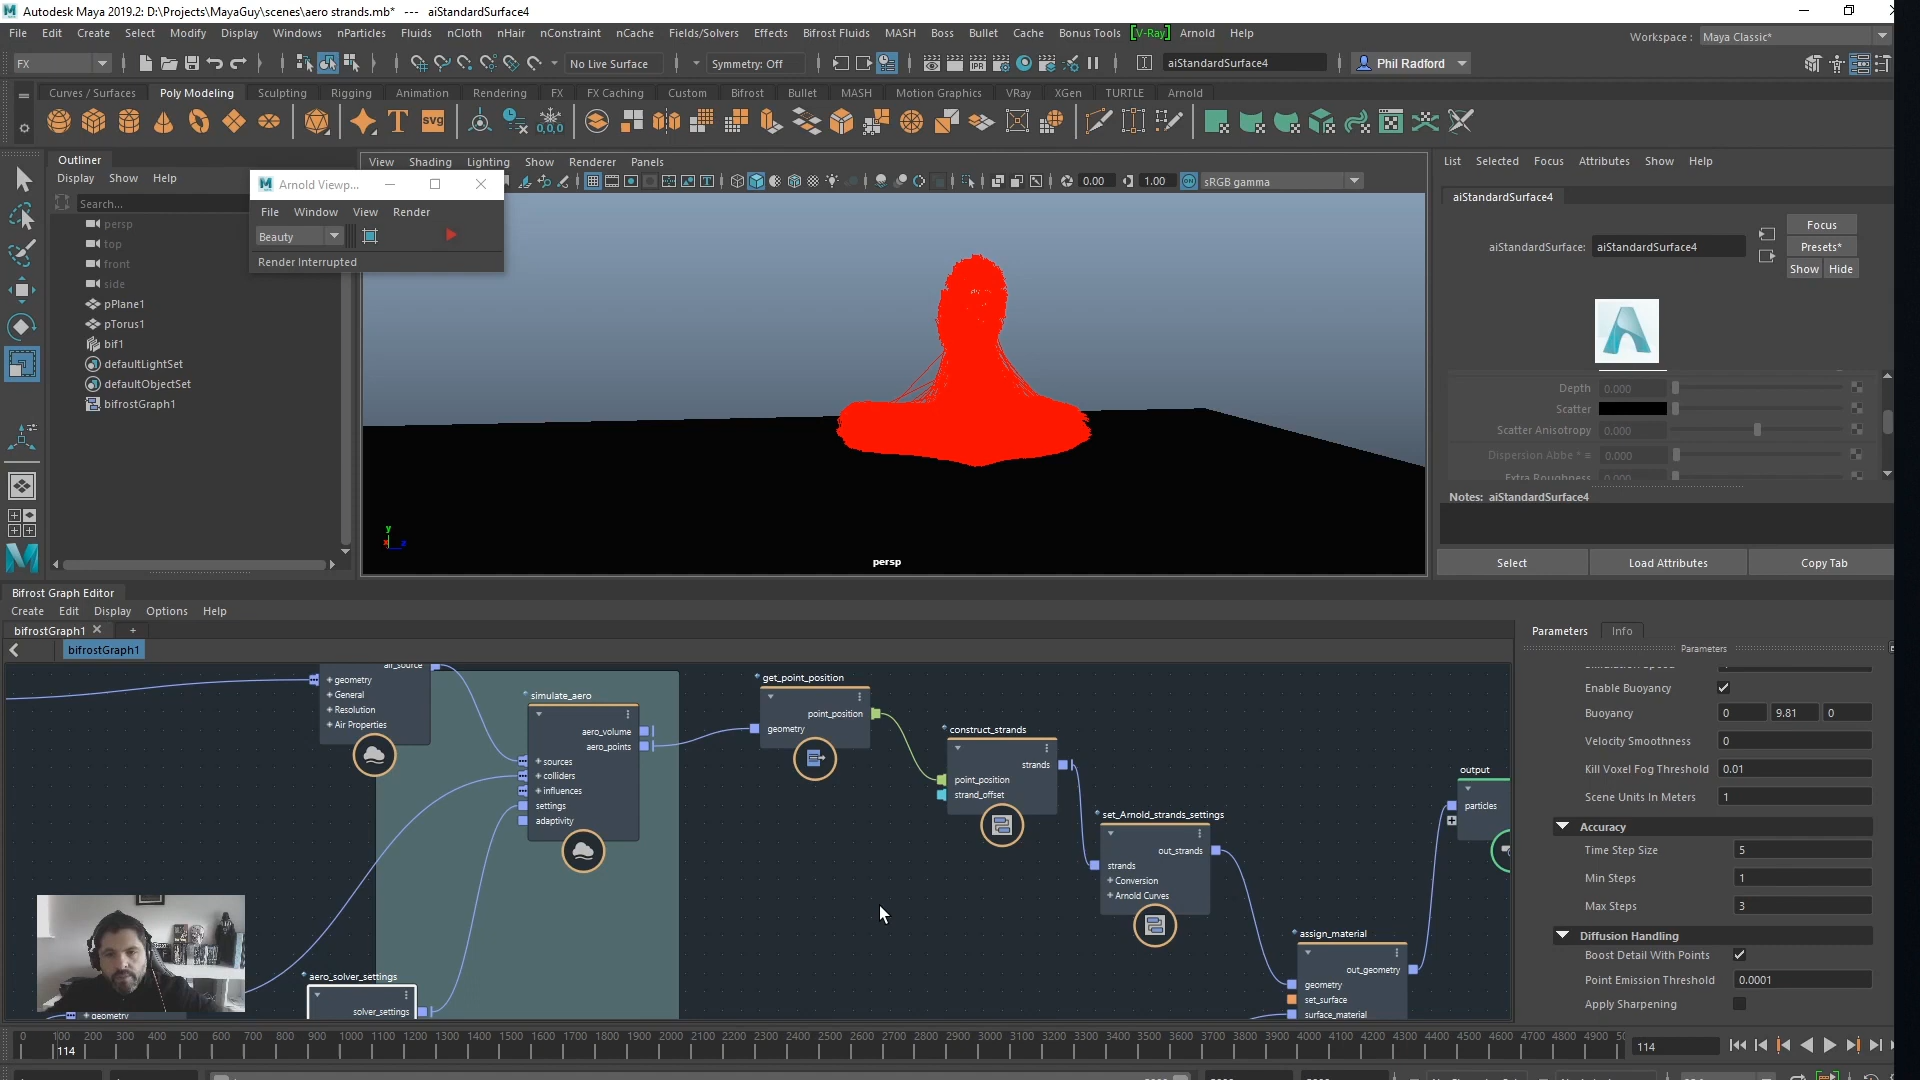 Autodesk Maya 2019.2: D:\Projects\MayaGuy\scenes\aero strands.mb* --- aiStandardSurface4
File Edit Create Select Modify Display Windows nParticles Fluids nCloth nHair nConstraint nCache Fields/Solvers Effects Bifrost Fluids MASH Boss Bullet Cache Bonus Tools [V-Ray] Arnold Help
Workspace : Maya Classic*
FX No Live Surface Symmetry: Off aiStandardSurface4 Phil Radford
Curves / Surfaces Poly Modeling Sculpting Rigging Animation Rendering FX FX Caching Custom Bifrost Bullet MASH Motion Graphics VRay XGen TURTLE Arnold
T svg 0,0,0
Outliner
Display Show Help
Search...
persp
top
front
side
pPlane1
pTorus1
bif1
defaultLightSet
defaultObjectSet
bifrostGraph1
Arnold Viewp...
File Window View Render
Beauty
Render Interrupted
View Shading Lighting Show Renderer Panels
0.00 1.00 sRGB gamma
y
z
persp
List Selected Focus Attributes Show Help
aiStandardSurface4
aiStandardSurface: aiStandardSurface4
Focus
Presets*
Show Hide
Depth 0.000
Scatter
Scatter Anisotropy 0.000
Dispersion Abbe * 0.000
Extra Roughness 0.000
Notes: aiStandardSurface4
Select Load Attributes Copy Tab
Bifrost Graph Editor
Create Edit Display Options Help
bifrostGraph1 +
bifrostGraph1
air_source
+ geometry
+ General
+ Resolution
+ Air Properties
simulate_aero
aero_volume
aero_points
+ sources
+ colliders
+ influences
settings
adaptivity
aero_solver_settings
solver_settings
+ geometry
get_point_position
point_position
geometry
construct_strands
strands
point_position
strand_offset
set_Arnold_strands_settings
out_strands
strands
+ Conversion
+ Arnold Curves
assign_material
out_geometry
geometry
set_surface
surface_material
output
particles
Parameters Info
Parameters
Enable Buoyancy
Buoyancy 0 9.81 0
Velocity Smoothness 0
Kill Voxel Fog Threshold 0.01
Scene Units In Meters 1
Accuracy
Time Step Size 5
Min Steps 1
Max Steps 3
Diffusion Handling
Boost Detail With Points
Point Emission Threshold 0.0001
Apply Sharpening
0 100 200 300 400 500 600 700 800 900 1000 1100 1200 1300 1400 1500 1600 1700 1800 1900 2000 2100 2200 2300 2400 2500 2600 2700 2800 2900 3000 3100 3200 3300 3400 3500 3600 3700 3800 3900 4000 4100 4200 4300 4400 4500 4600 4700 4800 4900
114
114